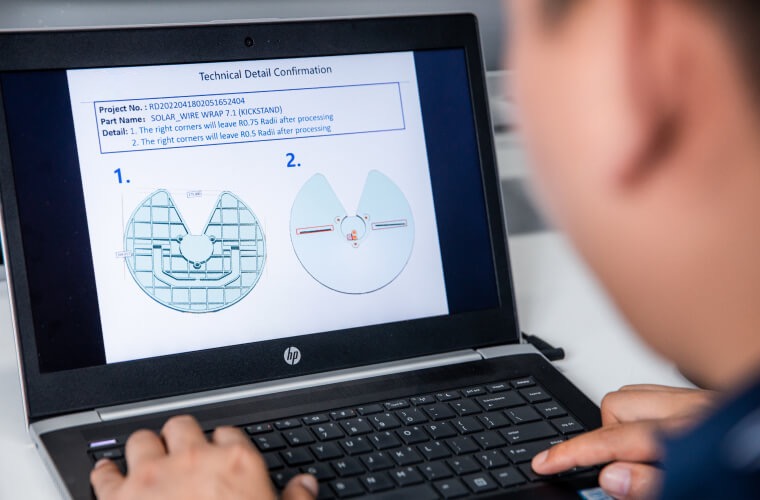 Technical Detail Confirmation
Project No. : RD2022041802051652404
Part Name: SOLAR_WIRE WRAP 7.1 (KICKSTAND)
Detail: 1. The right corners will leave R0.75 Radii after processing
2. The right corners will leave R0.5 Radii after processing
1.
2.
hp